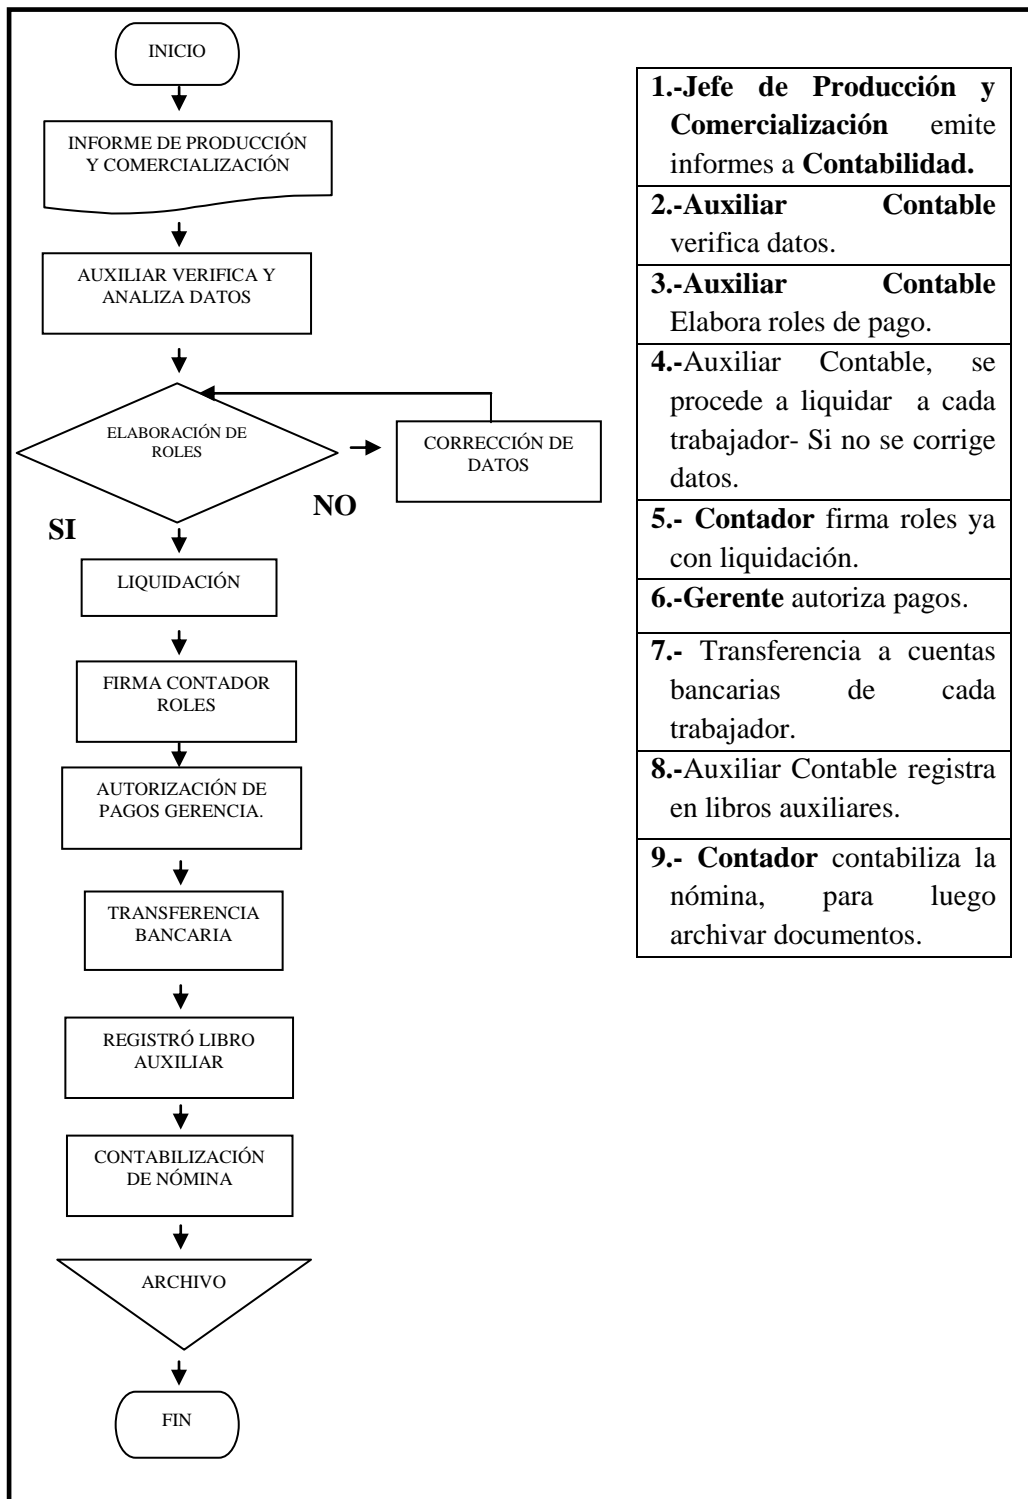 INICIO
INFORME DE PRODUCCIÓN
Y COMERCIALIZACIÓN
AUXILIAR VERIFICA Y
ANALIZA DATOS
ELABORACIÓN DE
ROLES
CORRECCIÓN DE
DATOS
NO
SI
LIQUIDACIÓN
FIRMA CONTADOR
ROLES
AUTORIZACIÓN DE
PAGOS GERENCIA.
TRANSFERENCIA
BANCARIA
REGISTRÓ LIBRO
AUXILIAR
CONTABILIZACIÓN
DE NÓMINA
ARCHIVO
FIN
1.-Jefe de Producción y
Comercialización emite
informes a Contabilidad.
2.-Auxiliar Contable
verifica datos.
3.-Auxiliar Contable
Elabora roles de pago.
4.-Auxiliar Contable, se
procede a liquidar a cada
trabajador- Si no se corrige
datos.
5.- Contador firma roles ya
con liquidación.
6.-Gerente autoriza pagos.
7.- Transferencia a cuentas
bancarias de cada
trabajador.
8.-Auxiliar Contable registra
en libros auxiliares.
9.- Contador contabiliza la
nómina, para luego
archivar documentos.